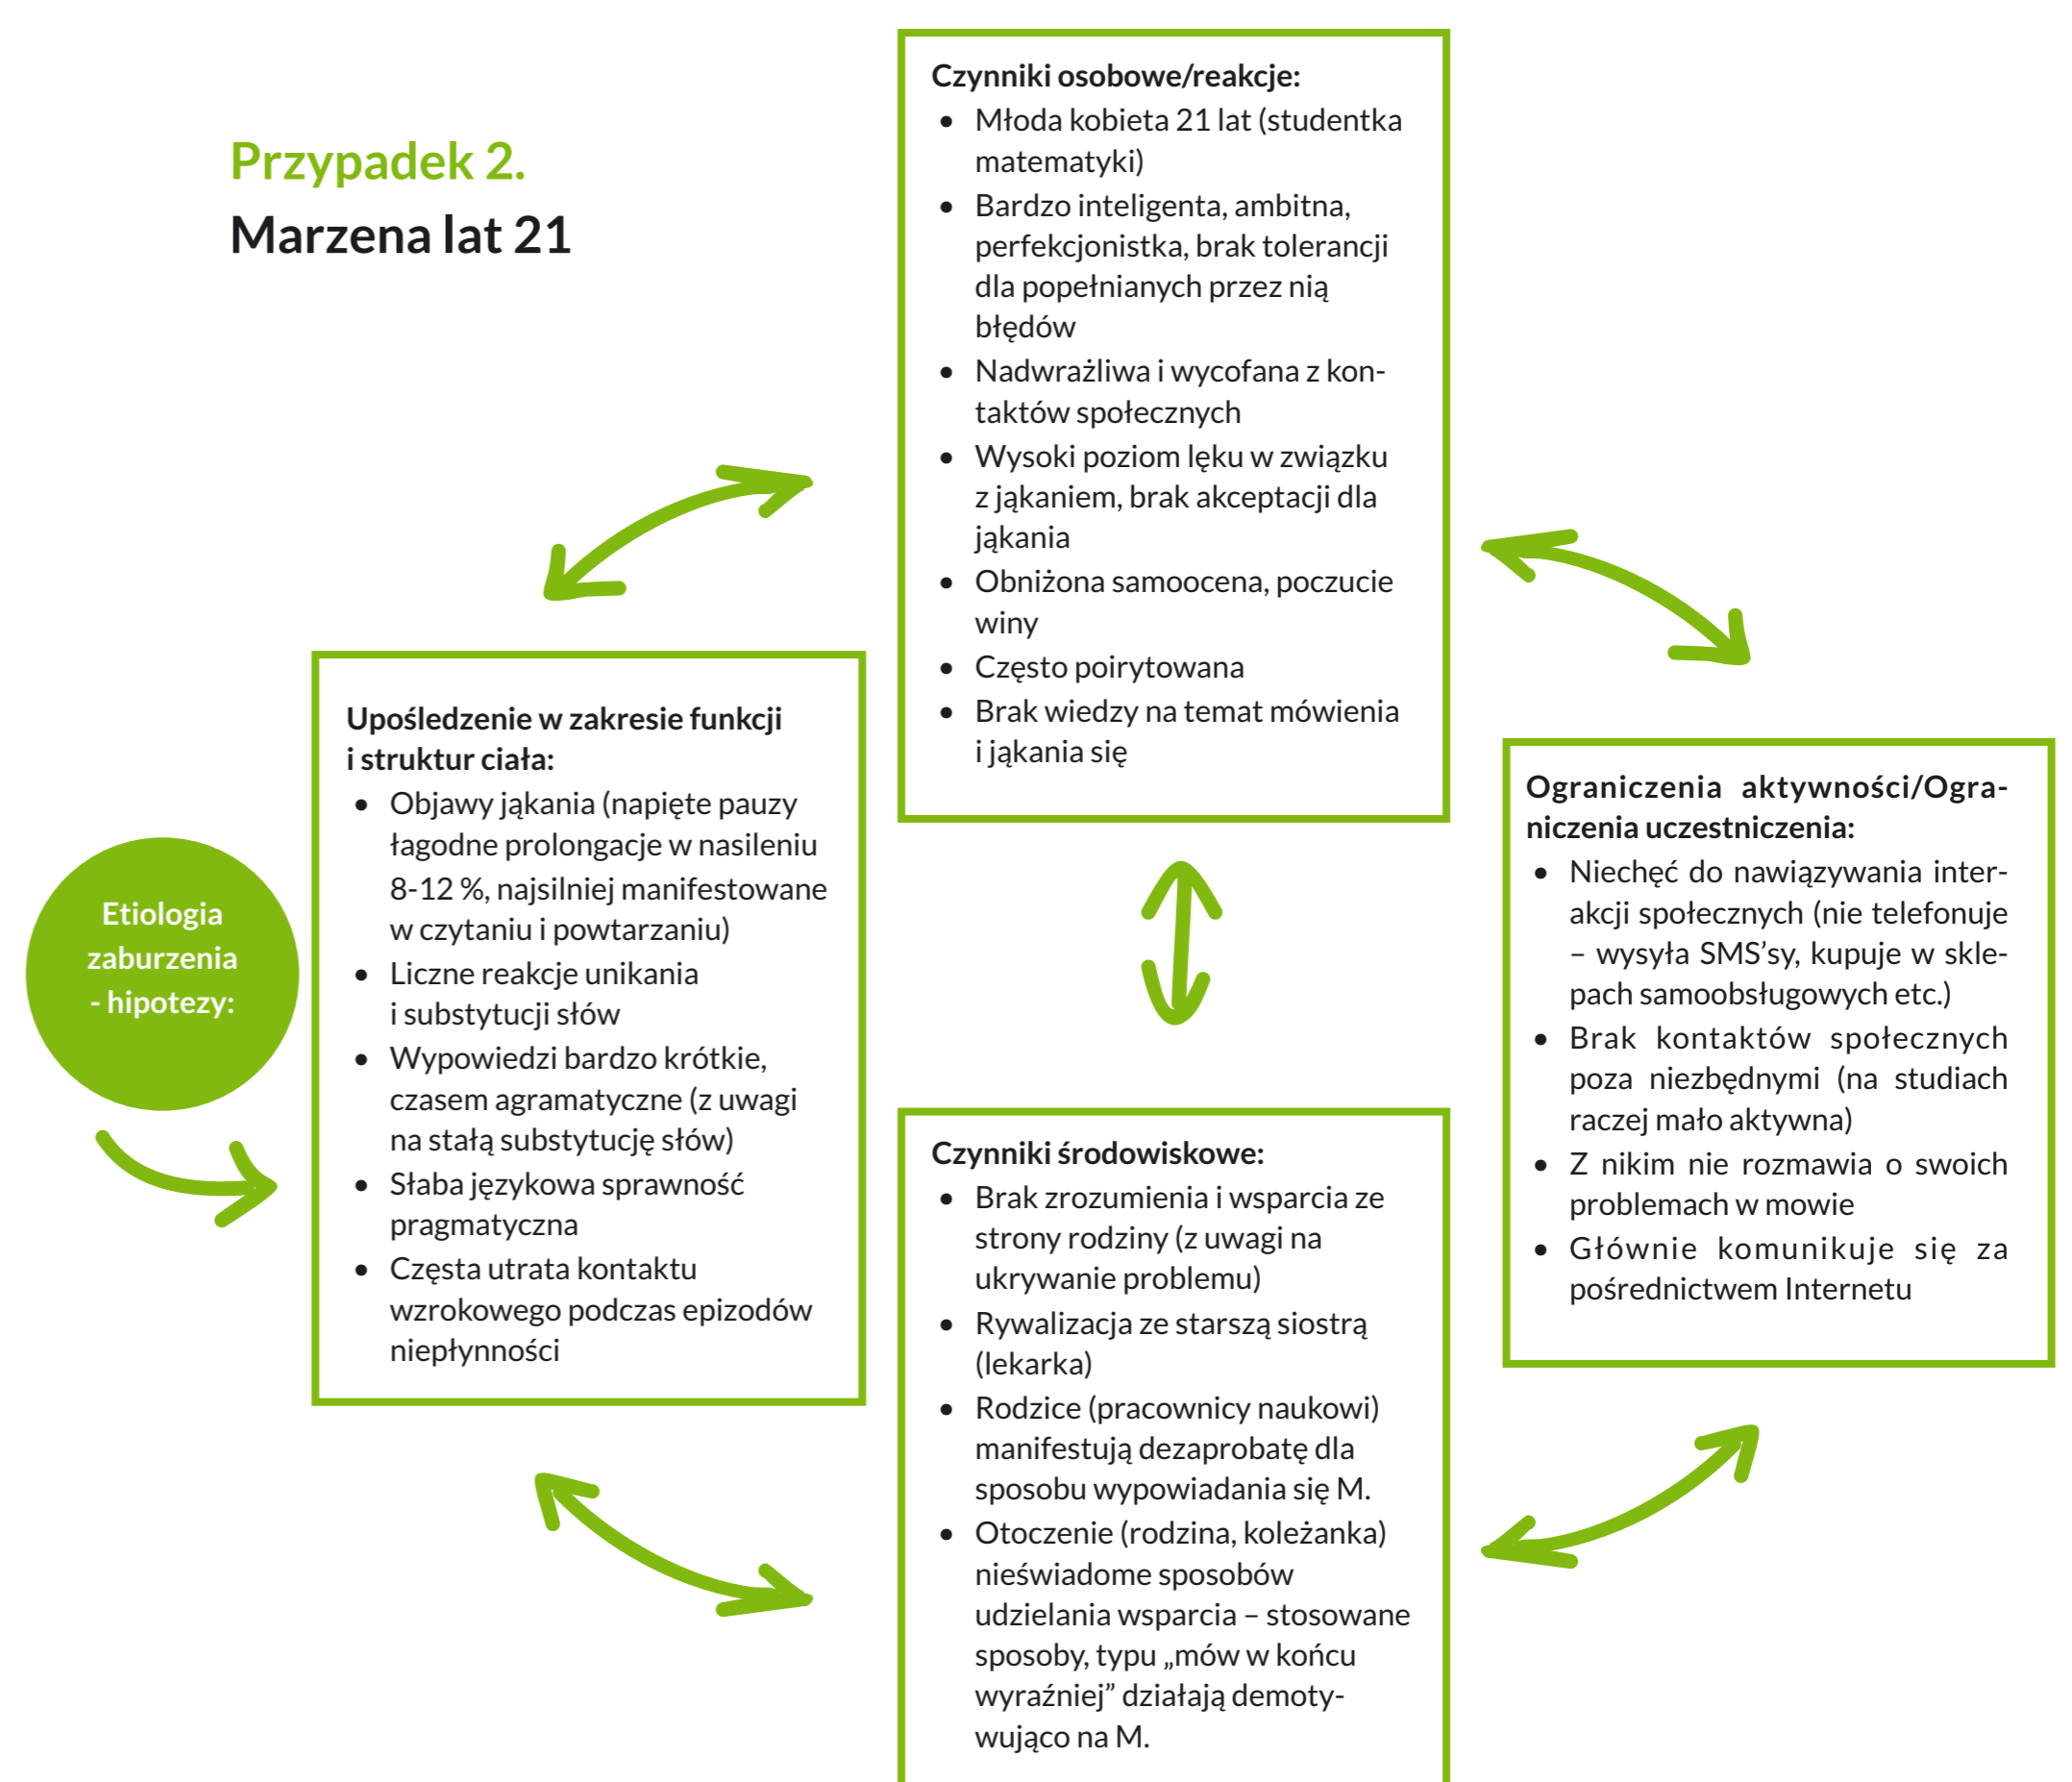 Przypadek 2.
Marzena lat 21
Czynniki osobowe/reakcje:
• Młoda kobieta 21 lat (studentka
matematyki)
• Bardzo inteligenta, ambitna,
perfekcjonistka, brak tolerancji
dla popełnianych przez nią
błędów
• Nadwrażliwa i wycofana z kon-
taktów społecznych
• Wysoki poziom lęku w związku
z jąkaniem, brak akceptacji dla
jąkania
• Obniżona samoocena, poczucie
winy
• Często poirytowana
• Brak wiedzy na temat mówienia
i jąkania się
Etiologia
zaburzenia
- hipotezy:
Upośledzenie w zakresie funkcji
i struktur ciała:
• Objawy jąkania (napięte pauzy
łagodne prolongacje w nasileniu
8-12 %, najsilniej manifestowane
w czytaniu i powtarzaniu)
• Liczne reakcje unikania
i substytucji słów
• Wypowiedzi bardzo krótkie,
czasem agramatyczne (z uwagi
na stałą substytucję słów)
• Słaba językowa sprawność
pragmatyczna
• Częsta utrata kontaktu
wzrokowego podczas epizodów
niepłynności
Ograniczenia aktywności/Ogra-
niczenia uczestniczenia:
• Niechęć do nawiązywania inter-
akcji społecznych (nie telefonuje
– wysyła SMS'sy, kupuje w skle-
pach samoobsługowych etc.)
• Brak kontaktów społecznych
poza niezbędnymi (na studiach
raczej mało aktywna)
• Z nikim nie rozmawia o swoich
problemach w mowie
• Głównie komunikuje się za
pośrednictwem Internetu
Czynniki środowiskowe:
• Brak zrozumienia i wsparcia ze
strony rodziny (z uwagi na
ukrywanie problemu)
• Rywalizacja ze starszą siostrą
(lekarka)
• Rodzice (pracownicy naukowi)
manifestują dezaprobatę dla
sposobu wypowiadania się M.
• Otoczenie (rodzina, koleżanka)
nieświadome sposobów
udzielania wsparcia – stosowane
sposoby, typu „mów w końcu
wyraźniej” działają demoty-
wująco na M.